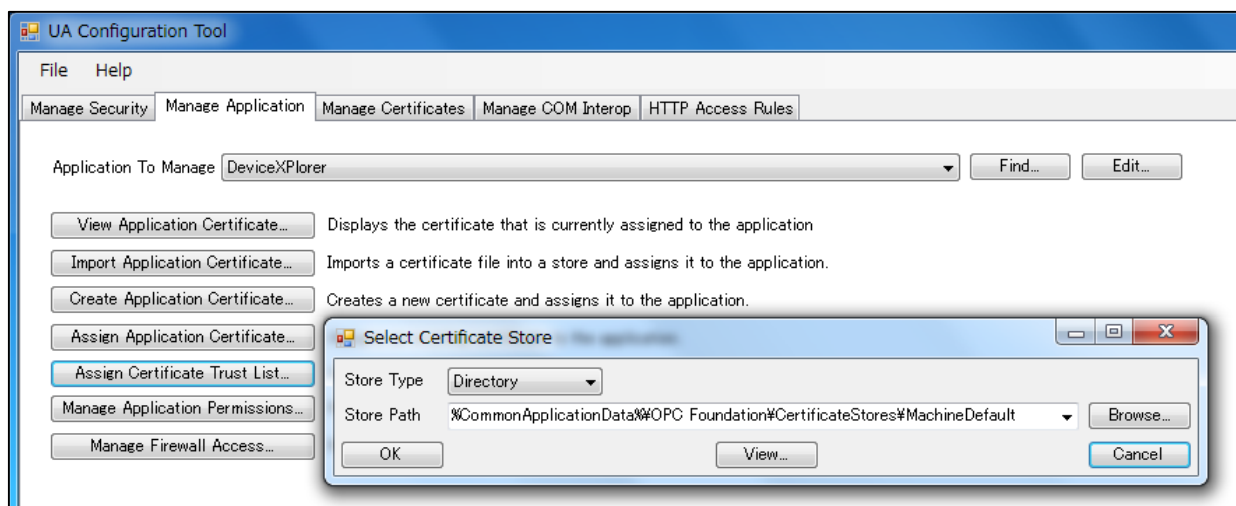 UA Configuration Tool
File Help
Manage Security Manage Application Manage Certificates Manage COM Interop HTTP Access Rules
Application To Manage DeviceXPlorer Find... Edit...
View Application Certificate... Displays the certificate that is currently assigned to the application
Import Application Certificate... Imports a certificate file into a store and assigns it to the application.
Create Application Certificate... Creates a new certificate and assigns it to the application.
Assign Application Certificate...
Assign Certificate Trust List...
Manage Application Permissions...
Manage Firewall Access...
Select Certificate Store
Store Type Directory
Store Path %CommonApplicationData%¥OPC Foundation¥CertificateStores¥MachineDefault Browse...
OK View... Cancel